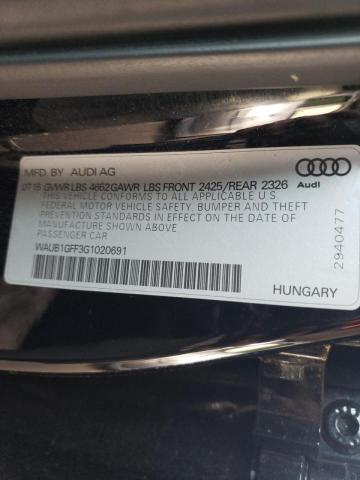 MFD. BY AUDI AG
07 15 GVWR LBS 4652 GAWR LBS FRONT 2425/REAR 2326
Audi
THIS VEHICLE CONFORMS TO ALL APPLICABLE U S
FEDERAL MOTOR VEHICLE SAFETY, BUMPER AND THEFT
PREVENTION STANDARDS IN EFFECT ON THE DATE OF
MANUFACTURE SHOWN ABOVE.
PASSENGER CAR
WAUB1GFF3G1020691
2940477
HUNGARY